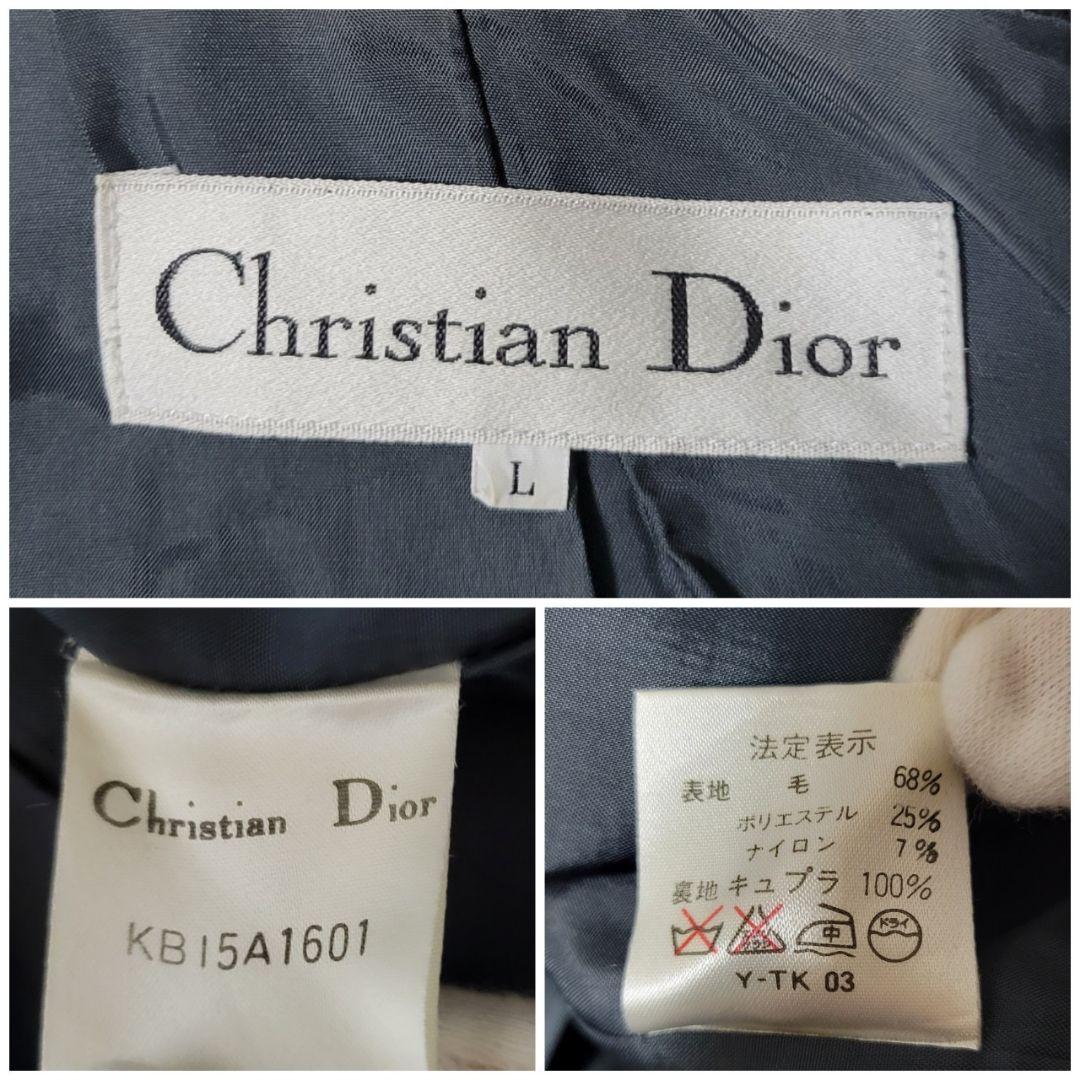 Christian Dior
L
Christian Dior
KB15A1601
法定表示
表地 毛 68%
ポリエステル 25%
ナイロン 7%
裏地 キュプラ 100%
中 ドライ
Y-TK 03